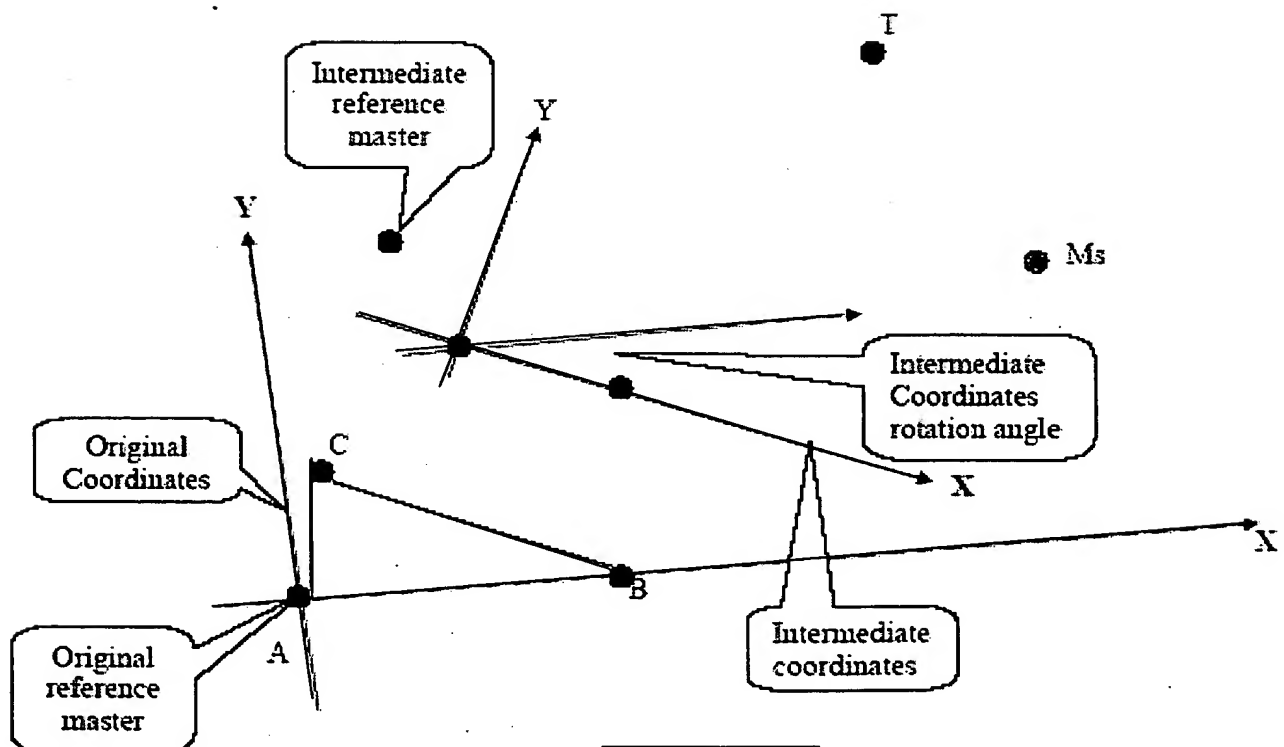 T
Intermediate
reference
master
Y
Y
Ms
Intermediate
Coordinates
rotation angle
Original
Coordinates
C
X
X
B
A
Original
reference
master
Intermediate
coordinates